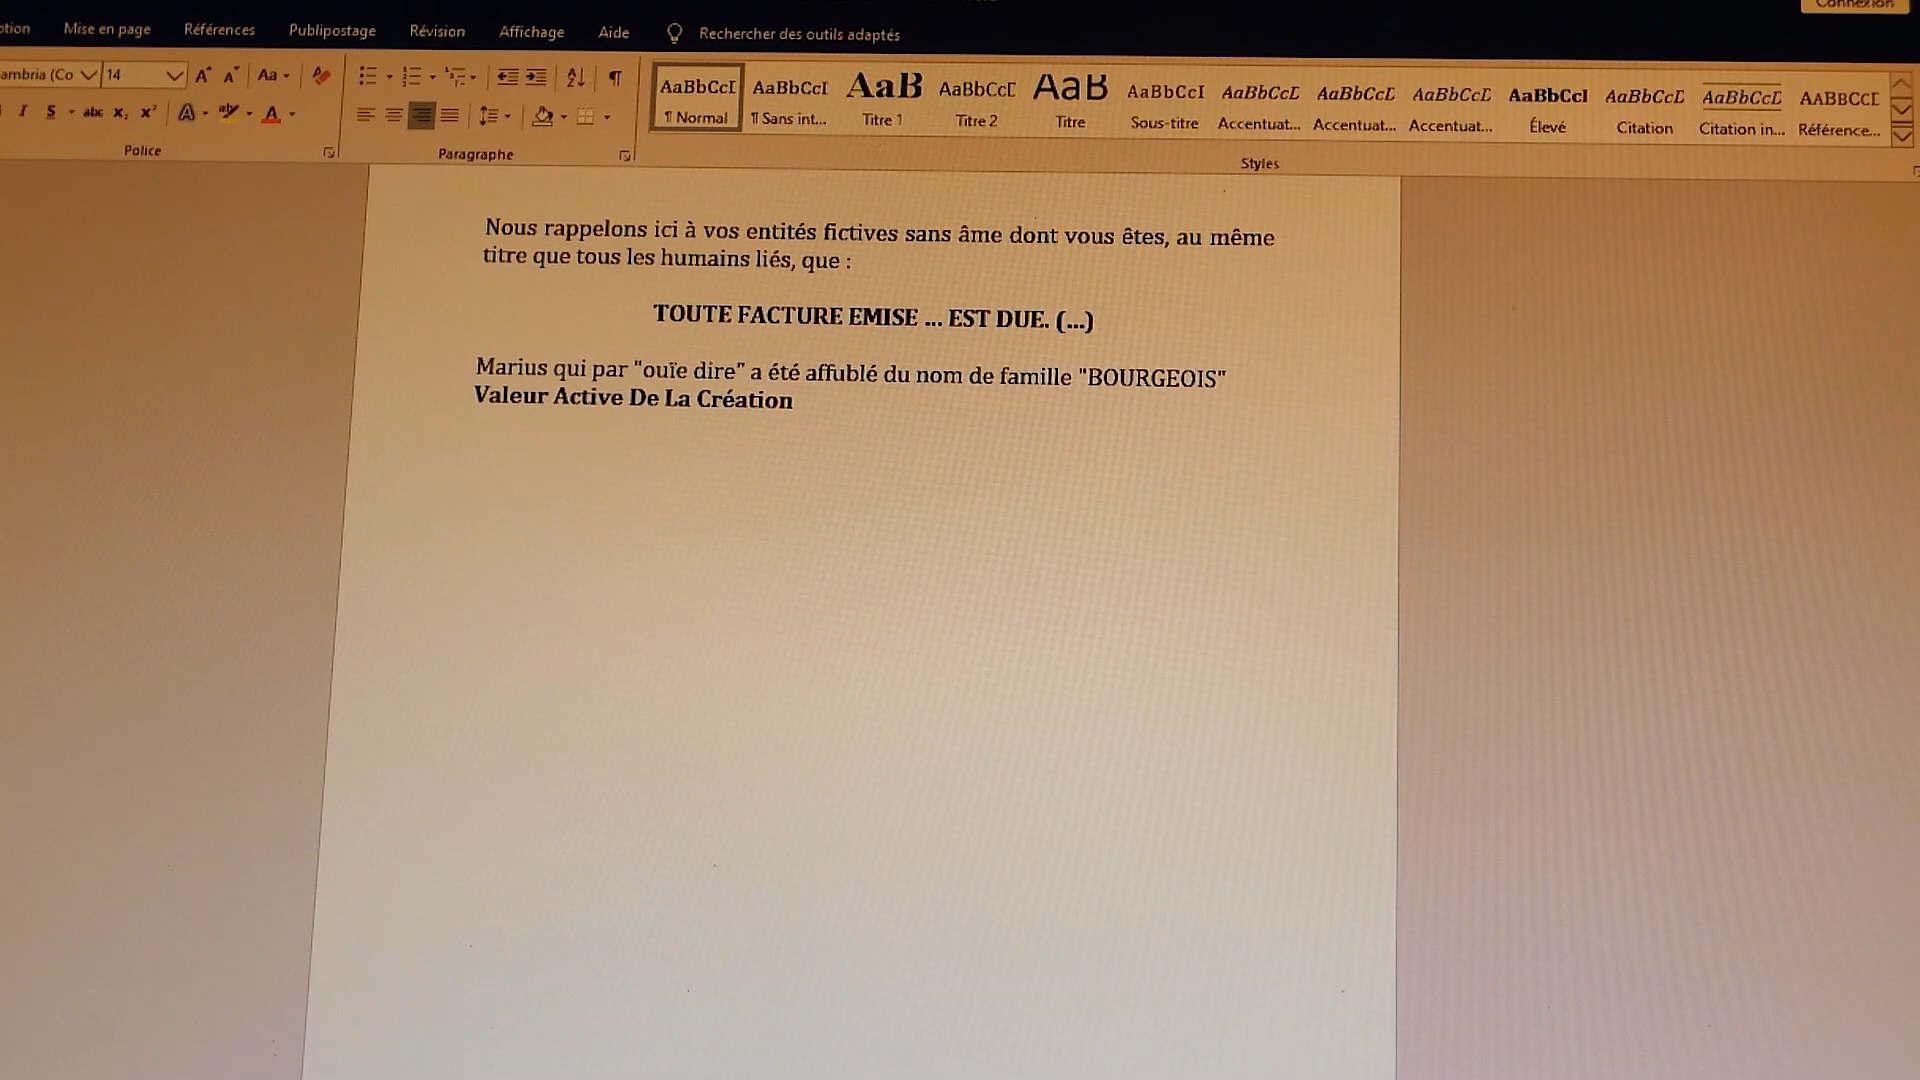 Mise en page Références Publipostage Révision Affichage Aide Rechercher des outils adaptés
Connexion
14 Aa
abc
AaBbCcI AaBbCcI AaB AaBbCcC AaB AaBbCcI AaBbCcD AaBbCcD AaBbCcD AaBbCcI AaBbCcD AaBbCcD AABBCCD
¶ Normal ¶ Sans int... Titre 1 Titre 2 Titre Sous-titre Accentuat... Accentuat... Accentuat... Élevé Citation Citation in... Référence...
Police Paragraphe Styles
Nous rappelons ici à vos entités fictives sans âme dont vous êtes, au même
titre que tous les humains liés, que :
TOUTE FACTURE EMISE ... EST DUE. (...)
Marius qui par "ouïe dire" a été affublé du nom de famille "BOURGEOIS"
Valeur Active De La Création